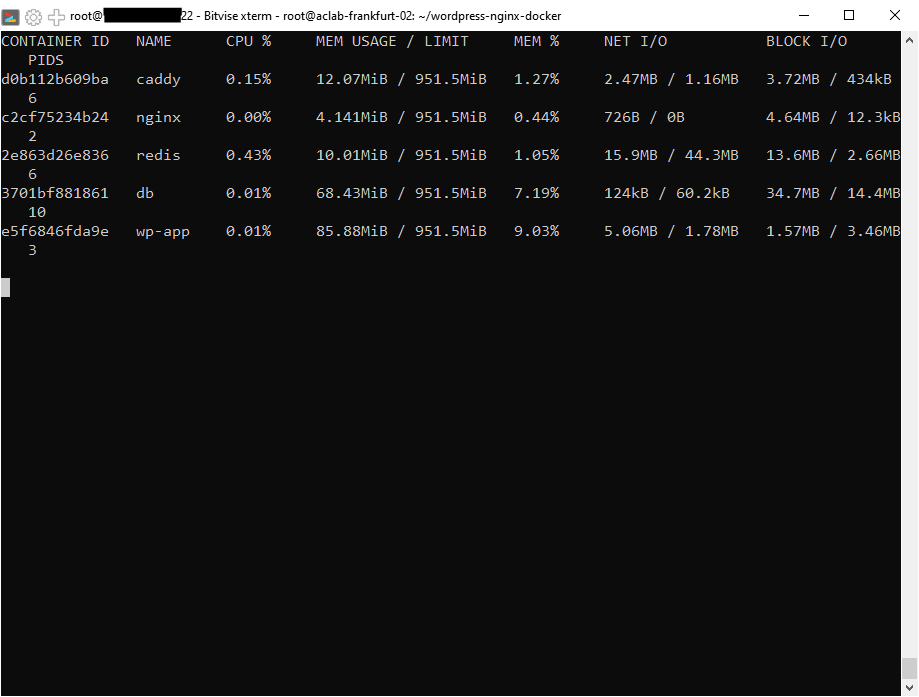 root@ 22 - Bitvise xterm - root@aclab-frankfurt-02: ~/wordpress-nginx-docker
CONTAINER ID   NAME      CPU %     MEM USAGE / LIMIT     MEM %     NET I/O           BLOCK I/O
   PIDS
d0b112b609ba   caddy     0.15%     12.07MiB / 951.5MiB   1.27%     2.47MB / 1.16MB   3.72MB / 434kB
   6
c2cf75234b24   nginx     0.00%     4.141MiB / 951.5MiB   0.44%     726B / 0B         4.64MB / 12.3kB
   2
2e863d26e836   redis     0.43%     10.01MiB / 951.5MiB   1.05%     15.9MB / 44.3MB   13.6MB / 2.66MB
   6
3701bf881861   db        0.01%     68.43MiB / 951.5MiB   7.19%     124kB / 60.2kB    34.7MB / 14.4MB
   10
e5f6846fda9e   wp-app    0.01%     85.88MiB / 951.5MiB   9.03%     5.06MB / 1.78MB   1.57MB / 3.46MB
   3